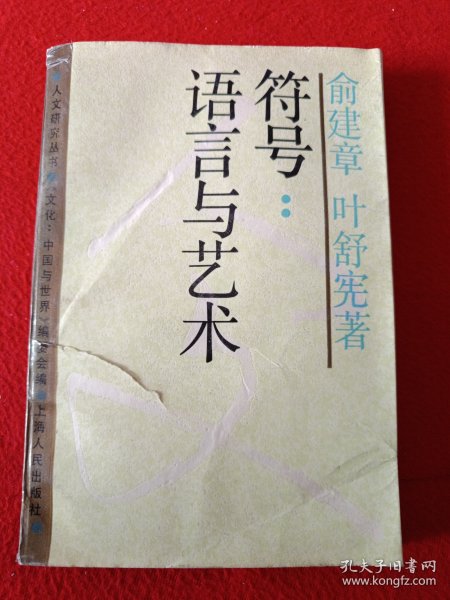 俞建章 叶舒宪著
符号：
语言与艺术
人文研究丛书 《文化：中国与世界》编委会编 上海人民出版社
孔夫子旧书网
www.kongfz.com